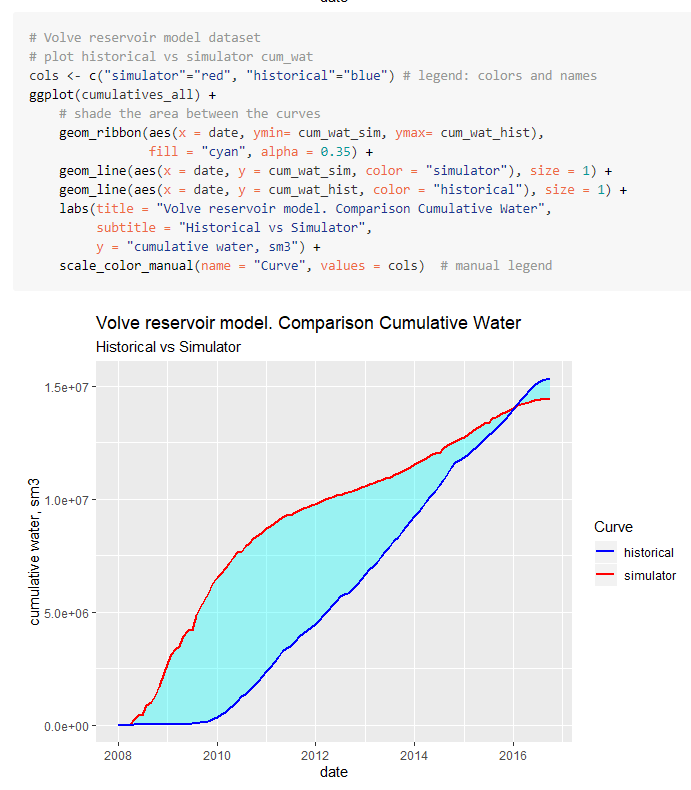 date
# Volve reservoir model dataset
# plot historical vs simulator cum_wat
cols <- c("simulator"="red", "historical"="blue") # legend: colors and names
ggplot(cumulatives_all) +
    # shade the area between the curves
    geom_ribbon(aes(x = date, ymin= cum_wat_sim, ymax= cum_wat_hist),
                fill = "cyan", alpha = 0.35) +
    geom_line(aes(x = date, y = cum_wat_sim, color = "simulator"), size = 1) +
    geom_line(aes(x = date, y = cum_wat_hist, color = "historical"), size = 1) +
    labs(title = "Volve reservoir model. Comparison Cumulative Water",
         subtitle = "Historical vs Simulator",
         y = "cumulative water, sm3") +
    scale_color_manual(name = "Curve", values = cols)  # manual legend
Volve reservoir model. Comparison Cumulative Water
Historical vs Simulator
1.5e+07
1.0e+07
5.0e+06
0.0e+00
cumulative water, sm3
2008 2010 2012 2014 2016
date
Curve
historical
simulator